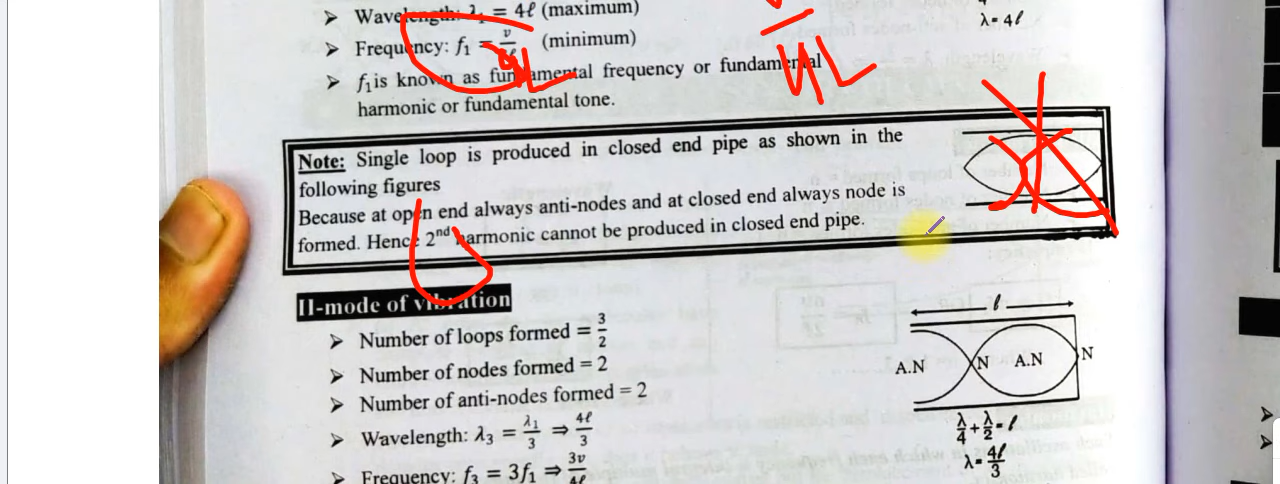 ➤ Wavelength: λ₁ = 4ℓ (maximum)
λ = 4ℓ
➤ Frequency: f₁ = v/4ℓ (minimum)
4L
4L
➤ f₁ is known as fundamental frequency or fundamental
harmonic or fundamental tone.
Note: Single loop is produced in closed end pipe as shown in the
following figures
Because at open end always anti-nodes and at closed end always node is
formed. Hence 2nd harmonic cannot be produced in closed end pipe.
II-mode of vibration
➤ Number of loops formed = 3/2
➤ Number of nodes formed = 2
➤ Number of anti-nodes formed = 2
➤ Wavelength: λ₃ = λ₁/3 ⇒ 4ℓ/3
➤ Frequency: f₃ = 3f₁ ⇒ 3v/4ℓ
ℓ
A.N N A.N N
λ/4 + λ/2 = ℓ
λ = 4ℓ/3